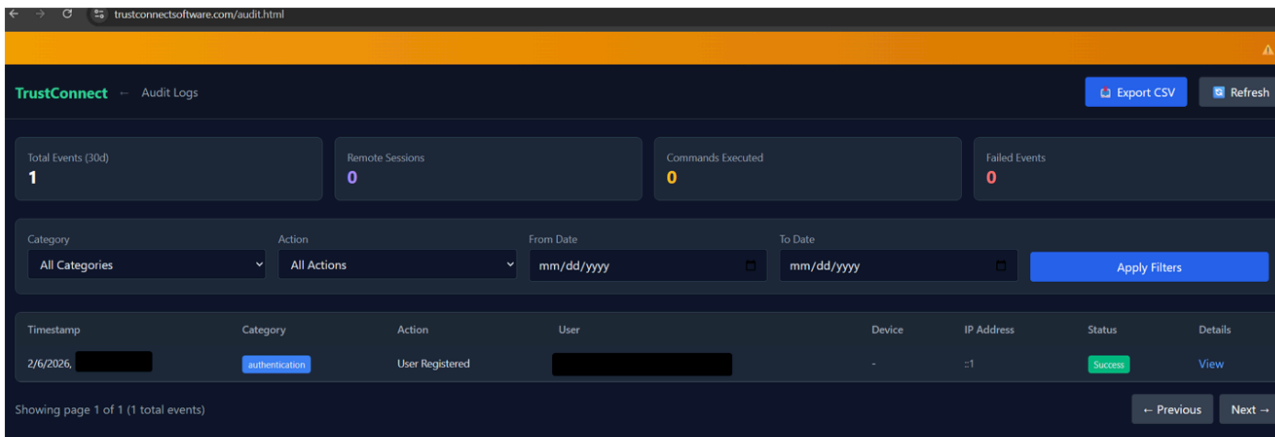 trustconnectsoftware.com/audit.html
TrustConnect ← Audit Logs
Export CSV
Refresh
Total Events (30d)
1
Remote Sessions
0
Commands Executed
0
Failed Events
0
Category
All Categories
Action
All Actions
From Date
mm/dd/yyyy
To Date
mm/dd/yyyy
Apply Filters
Timestamp Category Action User Device IP Address Status Details
2/6/2026, authentication User Registered - ::1 Success View
Showing page 1 of 1 (1 total events)
← Previous
Next →